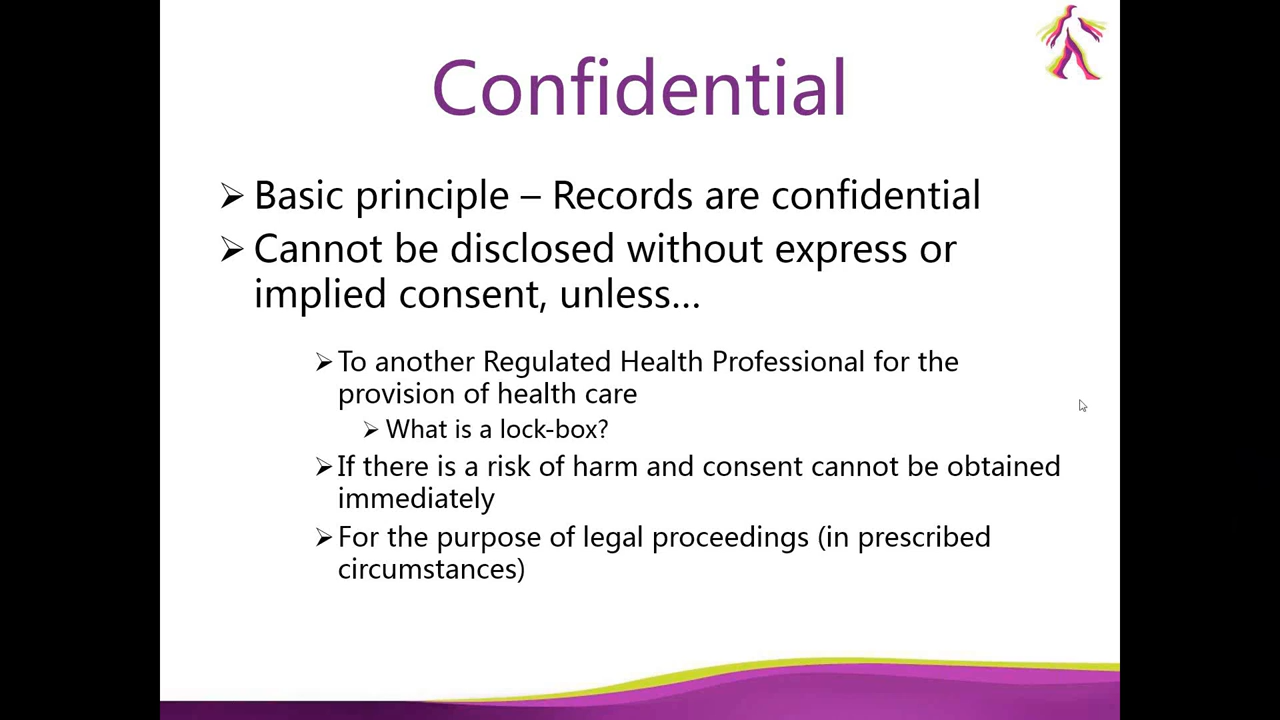 Confidential
➢ Basic principle – Records are confidential
➢ Cannot be disclosed without express or
implied consent, unless...
➢ To another Regulated Health Professional for the
provision of health care
➢ What is a lock-box?
➢ If there is a risk of harm and consent cannot be obtained
immediately
➢ For the purpose of legal proceedings (in prescribed
circumstances)